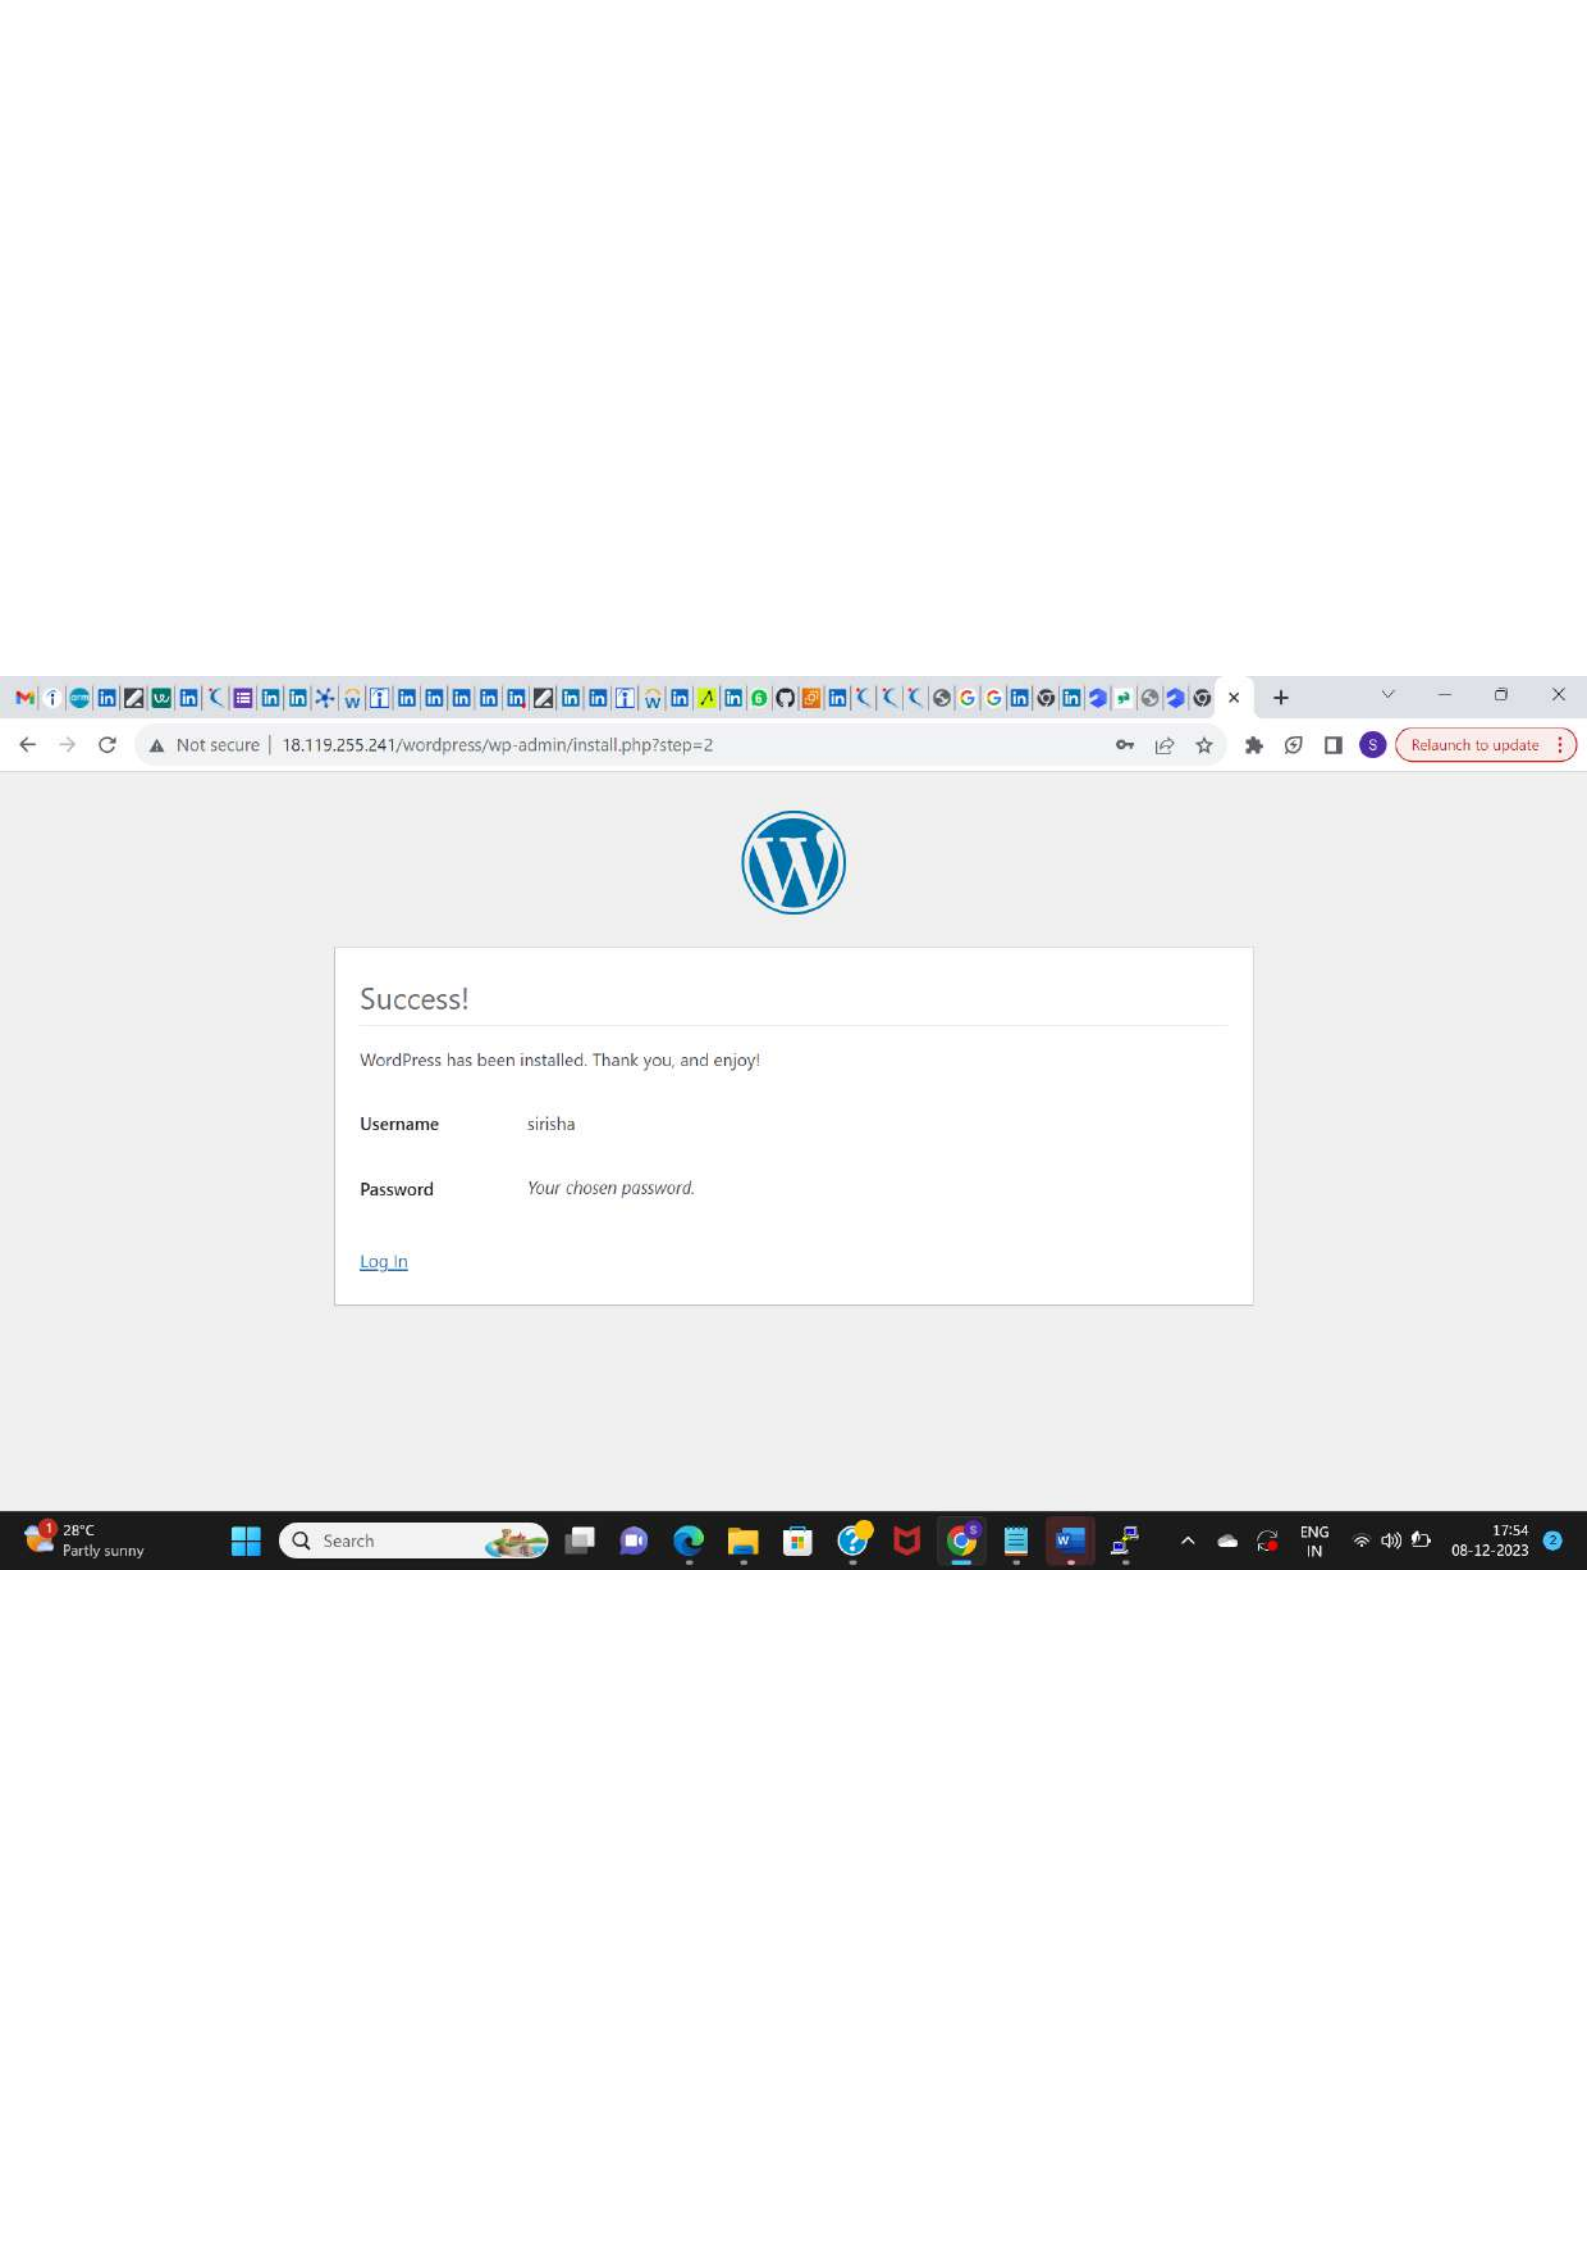 Not secure | 18.119.255.241/wordpress/wp-admin/install.php?step=2
S
Relaunch to update
Success!
WordPress has been installed. Thank you, and enjoy!
Username sirisha
Password Your chosen password.
Log In
1
28°C
Partly sunny
Search
ENG
IN
17:54
08-12-2023
2